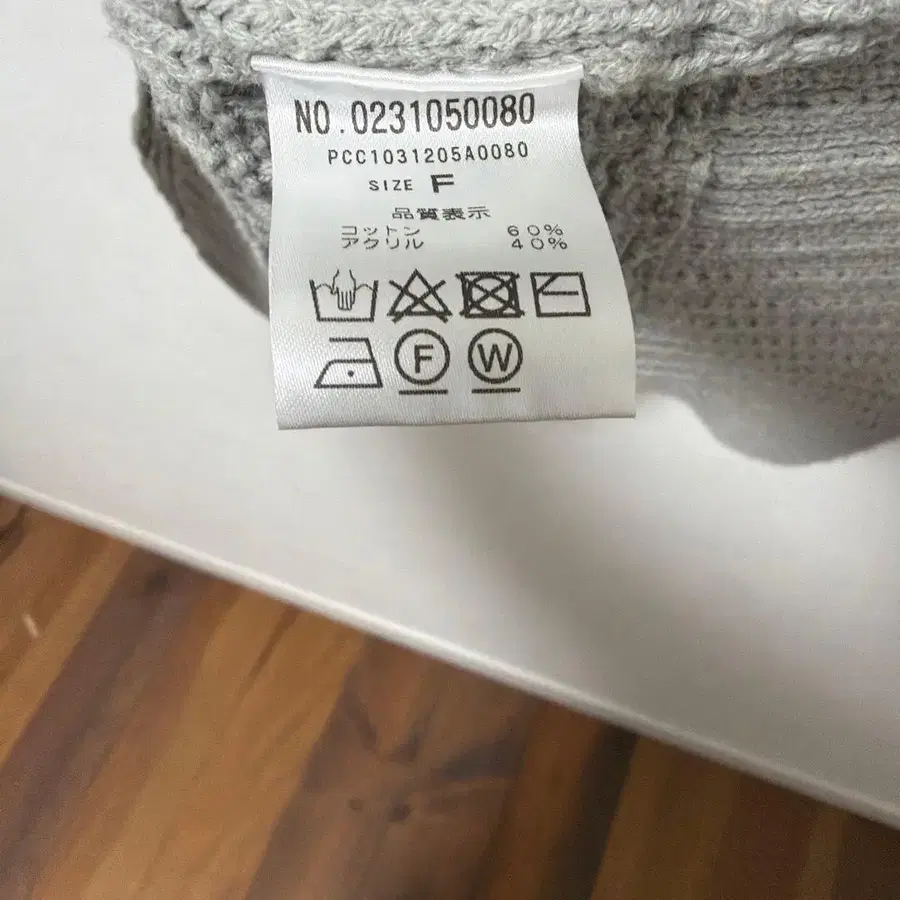 NO.0231050080
PCC1031205A0080
SIZE F
品質表示
コットン 60%
アクリル 40%
F W